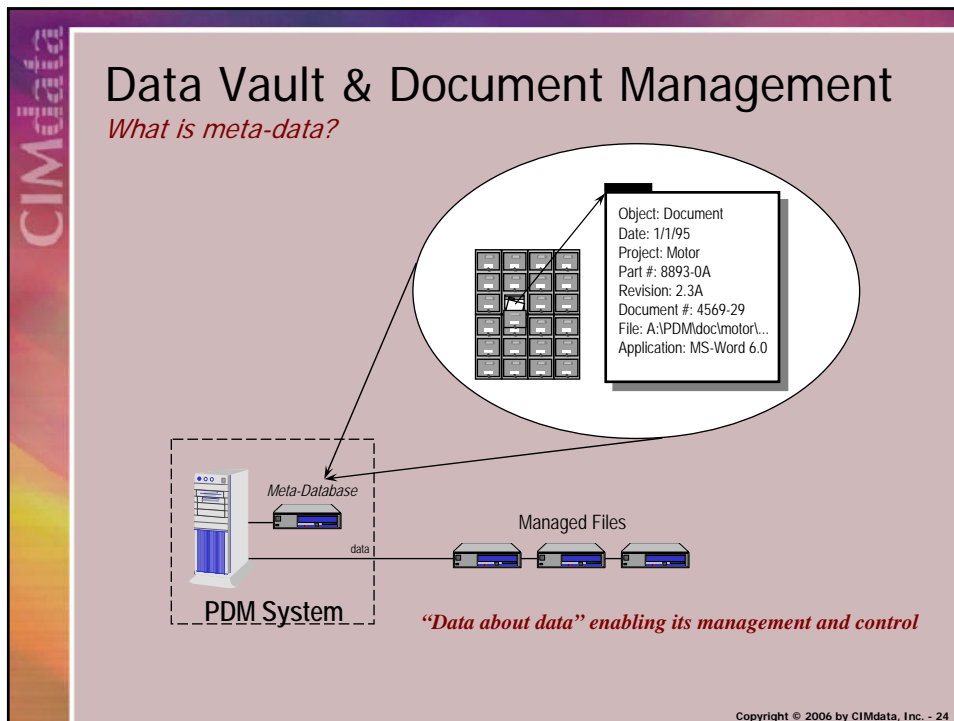 CIMdata
Data Vault & Document Management
What is meta-data?
Object: Document
Date: 1/1/95
Project: Motor
Part #: 8893-0A
Revision: 2.3A
Document #: 4569-29
File: A:\PDM\doc\motor\...
Application: MS-Word 6.0
Meta-Database
Managed Files
data
PDM System
“Data about data” enabling its management and control
Copyright © 2006 by CIMdata, Inc. - 24